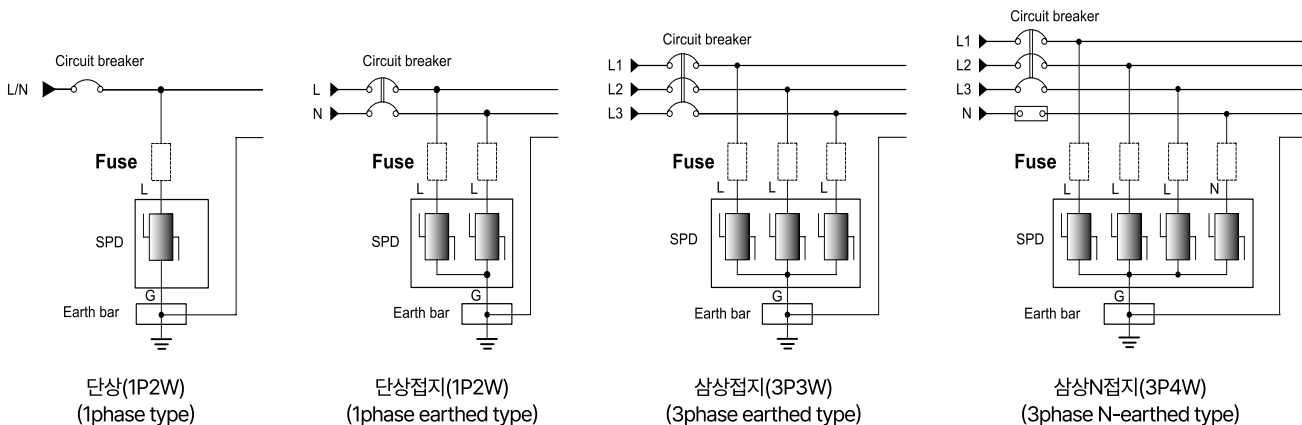 Circuit breaker
L/N
Fuse
L
SPD
G
Earth bar
단상(1P2W)
(1phase type)
Circuit breaker
L
N
Fuse
L
SPD
G
Earth bar
단상접지(1P2W)
(1phase earthed type)
Circuit breaker
L1
L2
L3
Fuse
L L L
SPD
G
Earth bar
삼상접지(3P3W)
(3phase earthed type)
Circuit breaker
L1
L2
L3
N
Fuse
L L L N
SPD
G
Earth bar
삼상N접지(3P4W)
(3phase N-earthed type)